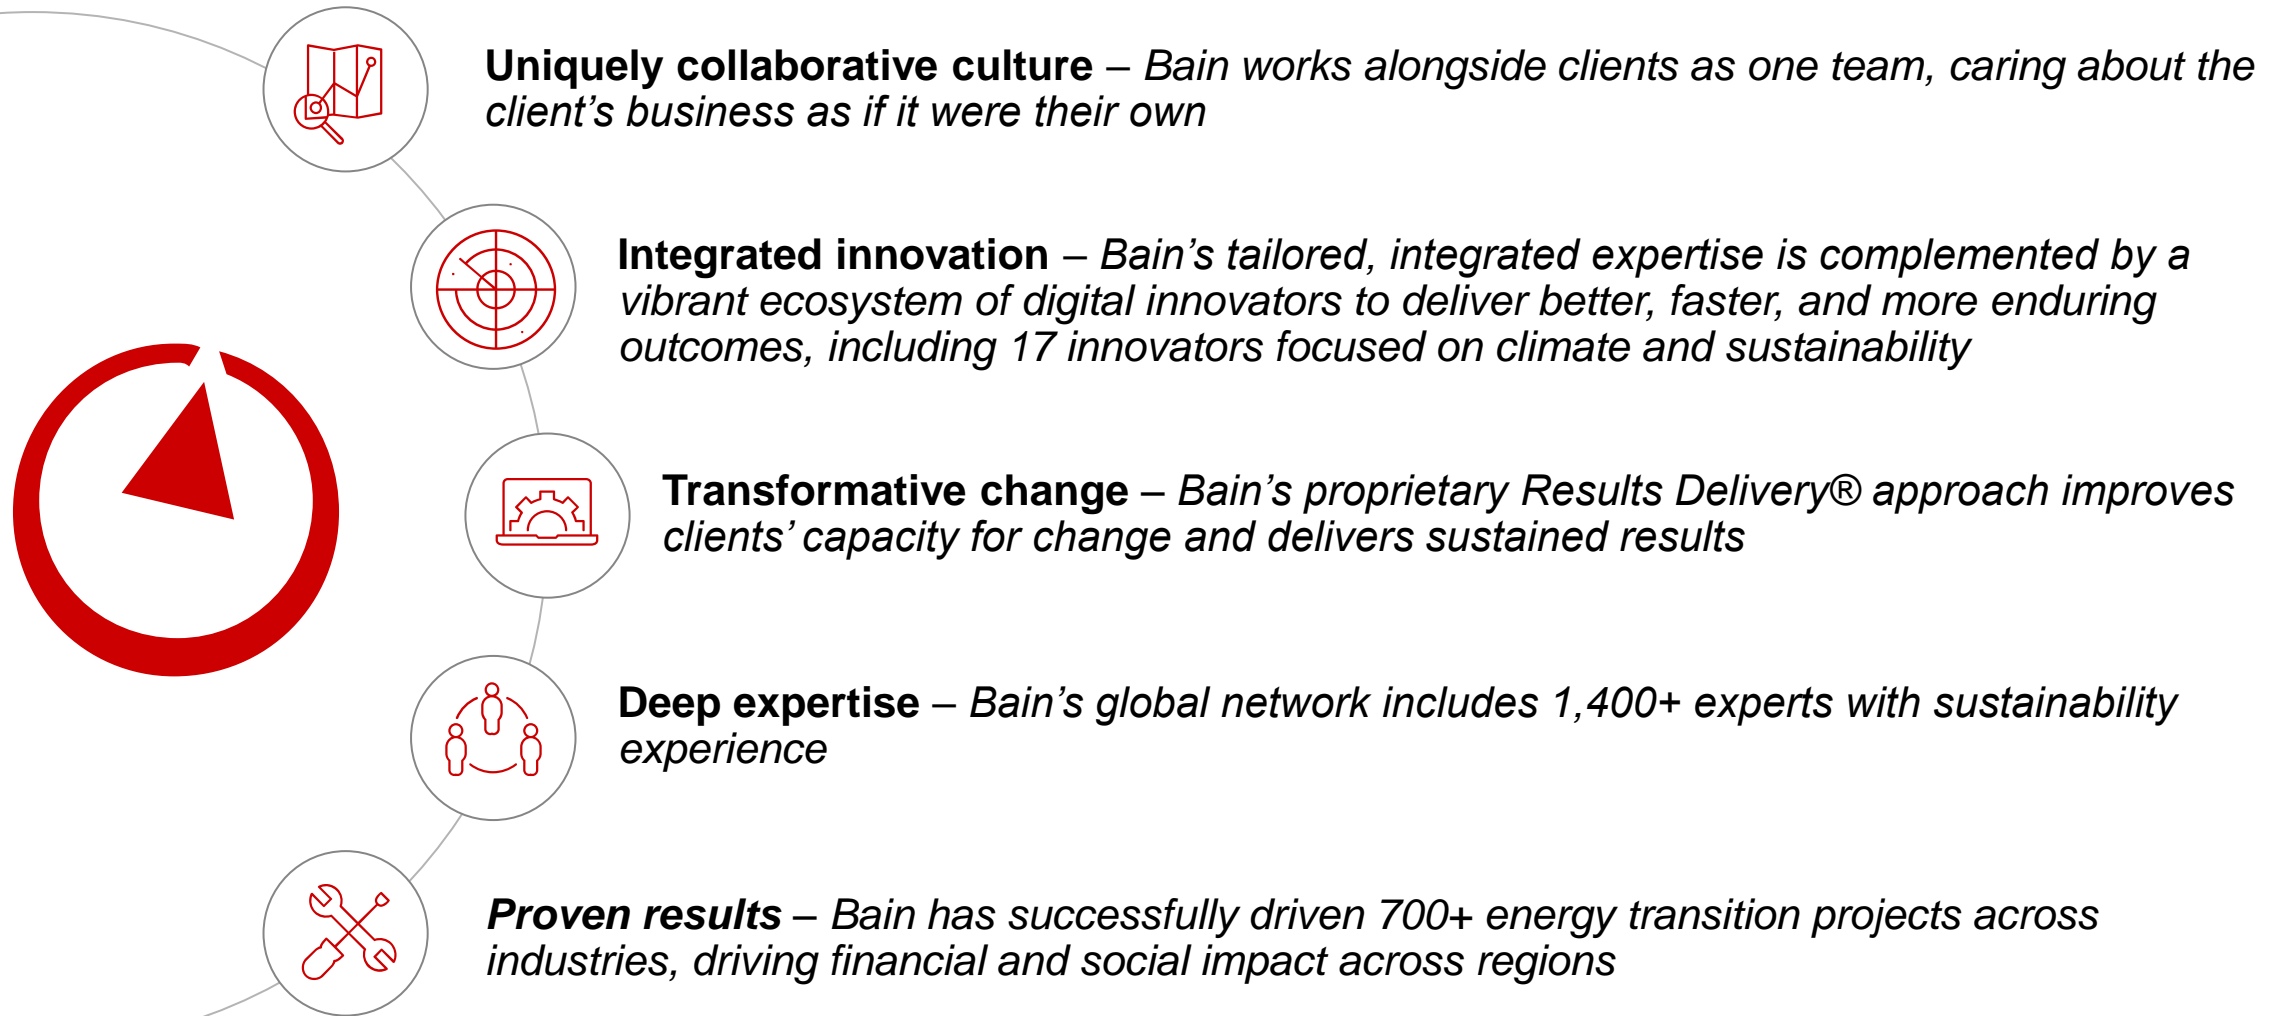 Uniquely collaborative culture – Bain works alongside clients as one team, caring about the
client’s business as if it were their own
Integrated innovation – Bain’s tailored, integrated expertise is complemented by a
vibrant ecosystem of digital innovators to deliver better, faster, and more enduring
outcomes, including 17 innovators focused on climate and sustainability
Transformative change – Bain’s proprietary Results Delivery® approach improves
clients’ capacity for change and delivers sustained results
Deep expertise – Bain’s global network includes 1,400+ experts with sustainability
experience
Proven results – Bain has successfully driven 700+ energy transition projects across
industries, driving financial and social impact across regions